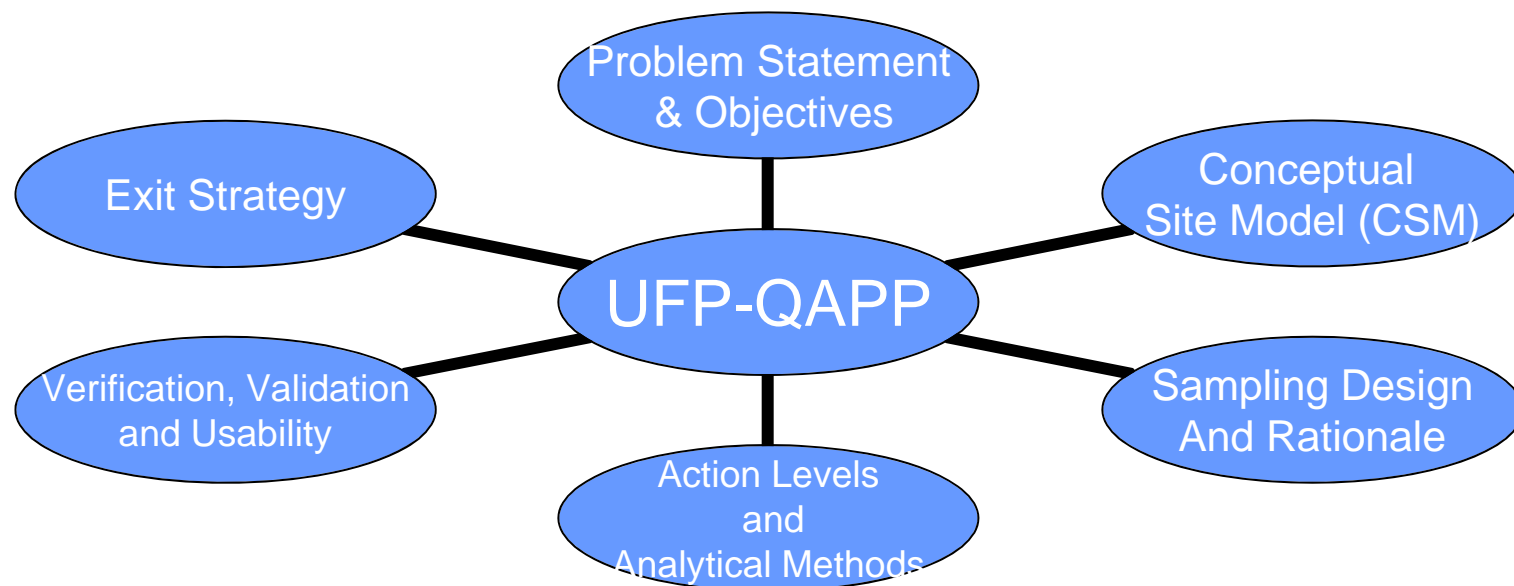 Problem Statement
& Objectives
Exit Strategy
Conceptual
Site Model (CSM)
UFP-QAPP
Verification, Validation
and Usability
Sampling Design
And Rationale
Action Levels
and
Analytical Methods